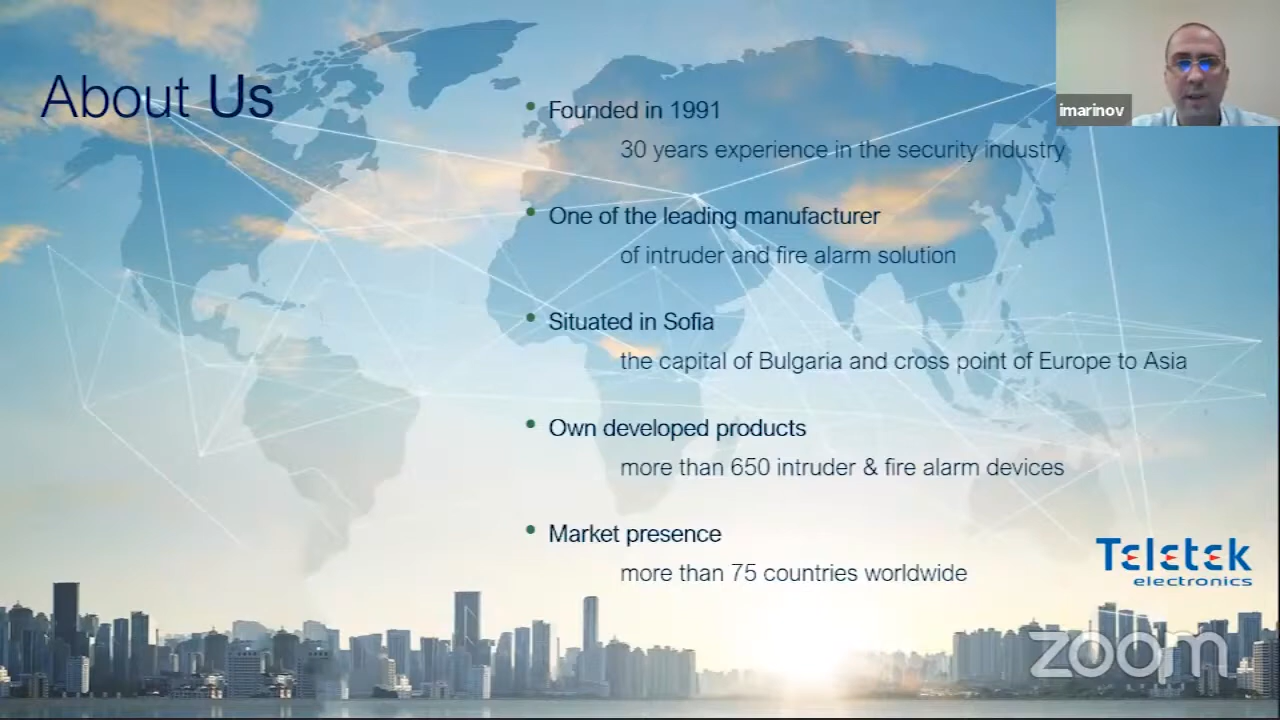 About Us
Founded in 1991
30 years experience in the security industry
One of the leading manufacturer
of intruder and fire alarm solution
Situated in Sofia
the capital of Bulgaria and cross point of Europe to Asia
Own developed products
more than 650 intruder & fire alarm devices
Market presence
more than 75 countries worldwide
imarinov
Teletek
electronics
zoom